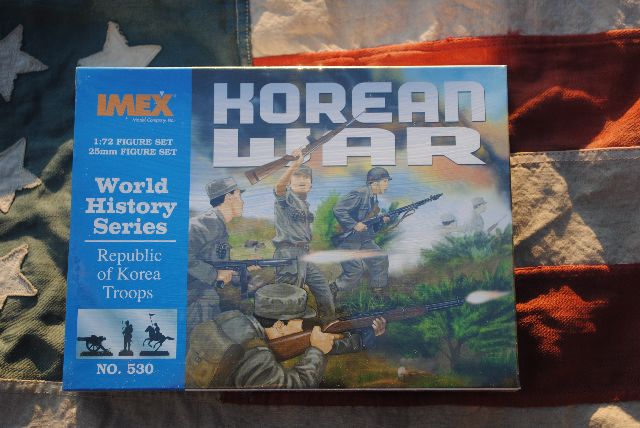 IMEX
Model Company, Inc.
1:72 FIGURE SET
25mm FIGURE SET
World
History
Series
Republic
of Korea
Troops
NO. 530
KOREAN
WAR